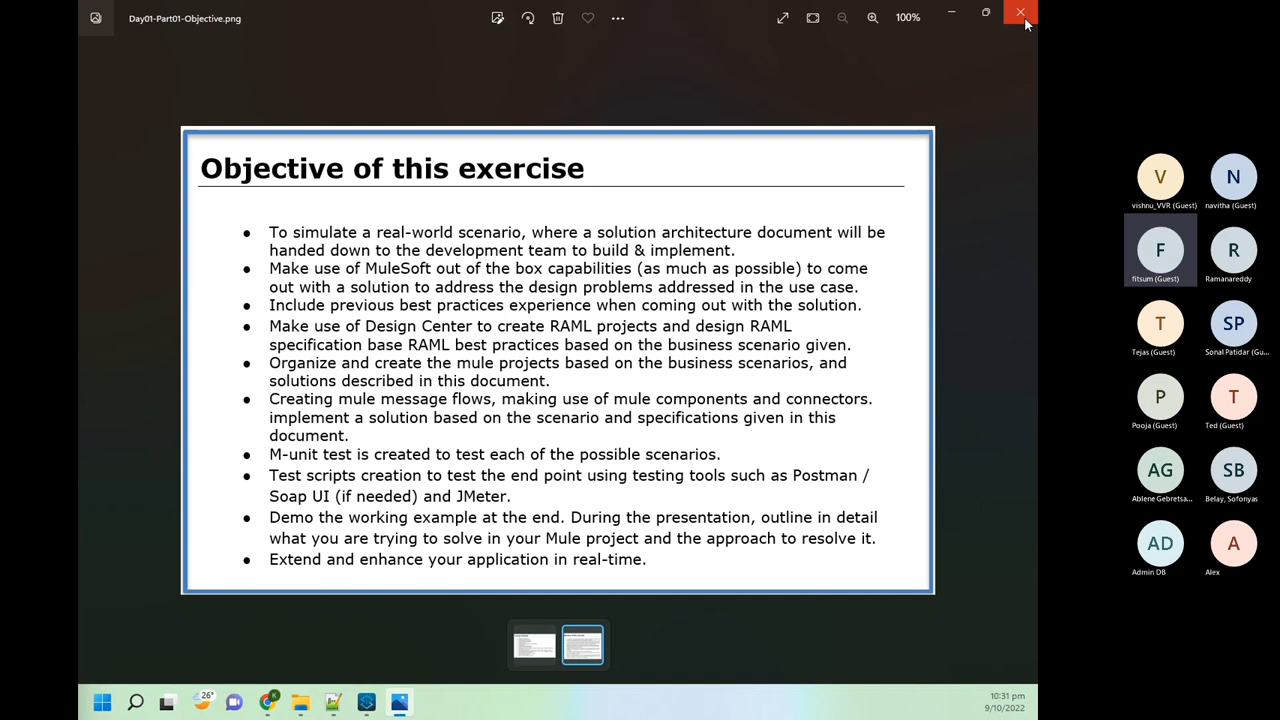 Day01-Part01-Objective.png
100%
Objective of this exercise
● To simulate a real-world scenario, where a solution architecture document will be
handed down to the development team to build & implement.
● Make use of MuleSoft out of the box capabilities (as much as possible) to come
out with a solution to address the design problems addressed in the use case.
● Include previous best practices experience when coming out with the solution.
● Make use of Design Center to create RAML projects and design RAML
specification base RAML best practices based on the business scenario given.
● Organize and create the mule projects based on the business scenarios, and
solutions described in this document.
● Creating mule message flows, making use of mule components and connectors.
implement a solution based on the scenario and specifications given in this
document.
● M-unit test is created to test each of the possible scenarios.
● Test scripts creation to test the end point using testing tools such as Postman /
Soap UI (if needed) and JMeter.
● Demo the working example at the end. During the presentation, outline in detail
what you are trying to solve in your Mule project and the approach to resolve it.
● Extend and enhance your application in real-time.
V N
vishnu_VVR (Guest) navitha (Guest)
F R
fitsum (Guest) Ramanareddy
T SP
Tejas (Guest) Sonal Patidar (Gu...
P T
Pooja (Guest) Ted (Guest)
AG SB
Ablene Gebretsa... Belay, Sofonyas
AD A
Admin DB Alex
26°
K
10:31 pm
9/10/2022